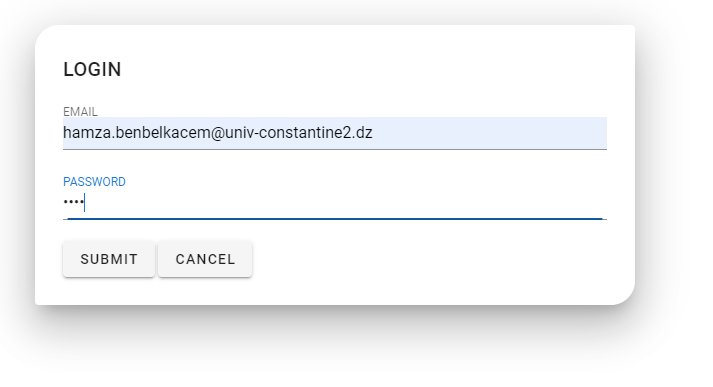 LOGIN
EMAIL
hamza.benbelkacem@univ-constantine2.dz
PASSWORD
••••
SUBMIT CANCEL